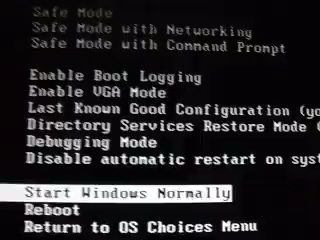 Safe Mode
Safe Mode with Networking
Safe Mode with Command Prompt
Enable Boot Logging
Enable VGA Mode
Last Known Good Configuration (yo
Directory Services Restore Mode (
Debugging Mode
Disable automatic restart on syst
Start Windows Normally
Reboot
Return to OS Choices Menu